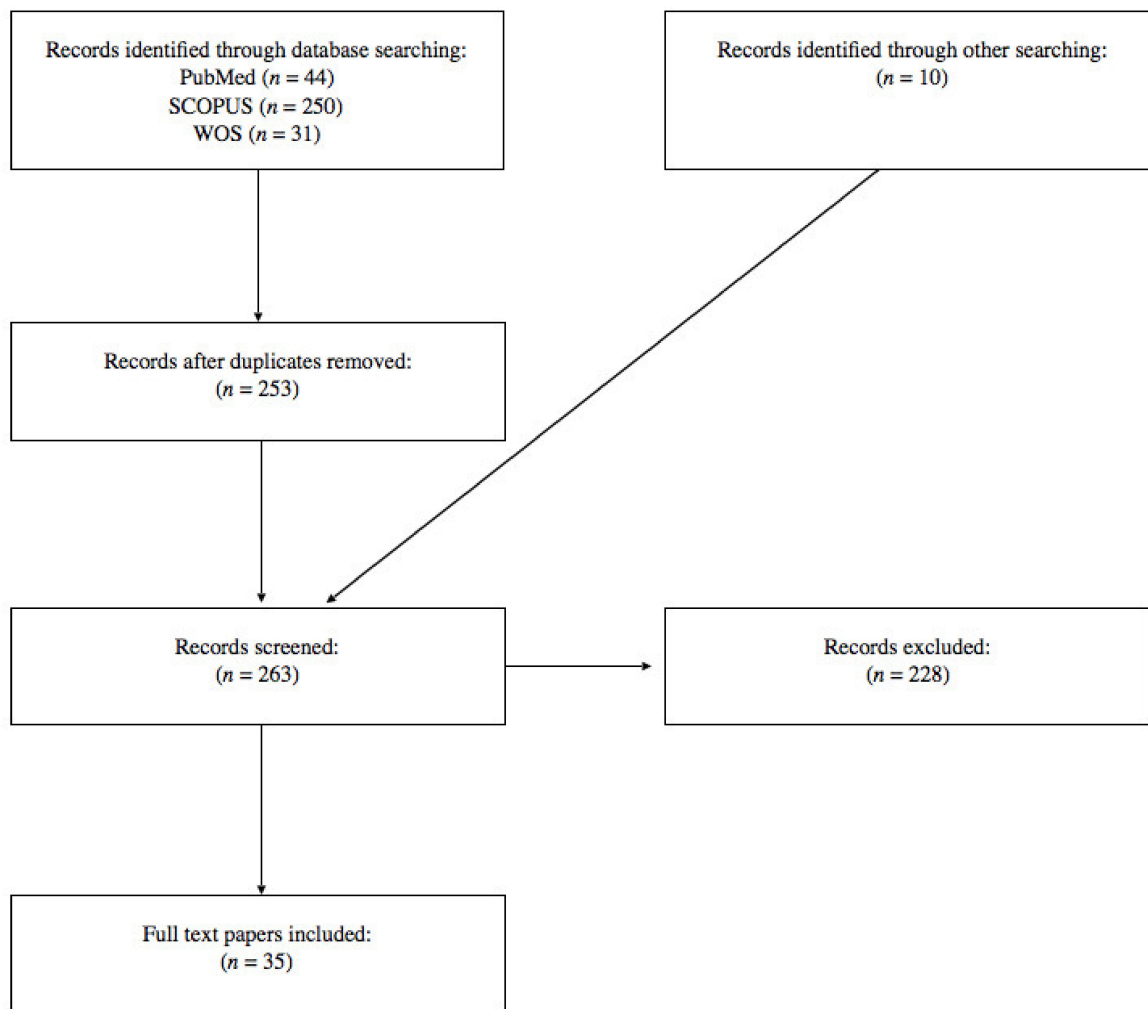 Records identified through database searching:
PubMed (n = 44)
SCOPUS (n = 250)
WOS (n = 31)
Records identified through other searching:
(n = 10)
Records after duplicates removed:
(n = 253)
Records screened:
(n = 263)
Records excluded:
(n = 228)
Full text papers included:
(n = 35)